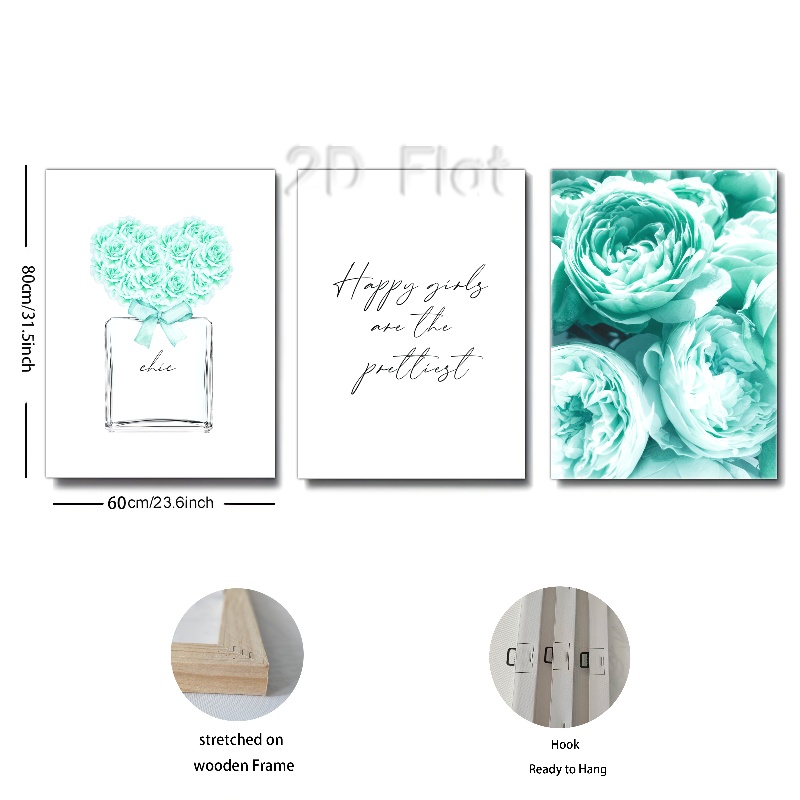 2D Flat
80cm/31.5inch
chic
Happy girls
are the
prettiest
60cm/23.6inch
stretched on
wooden Frame
Hook
Ready to Hang